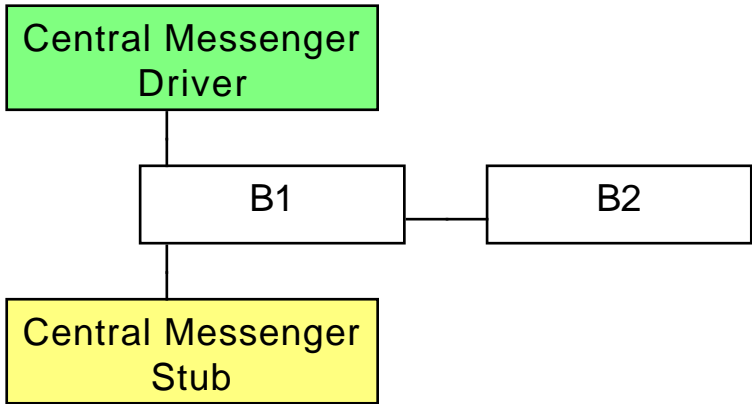 Central Messenger
Driver
B1
B2
Central Messenger
Stub